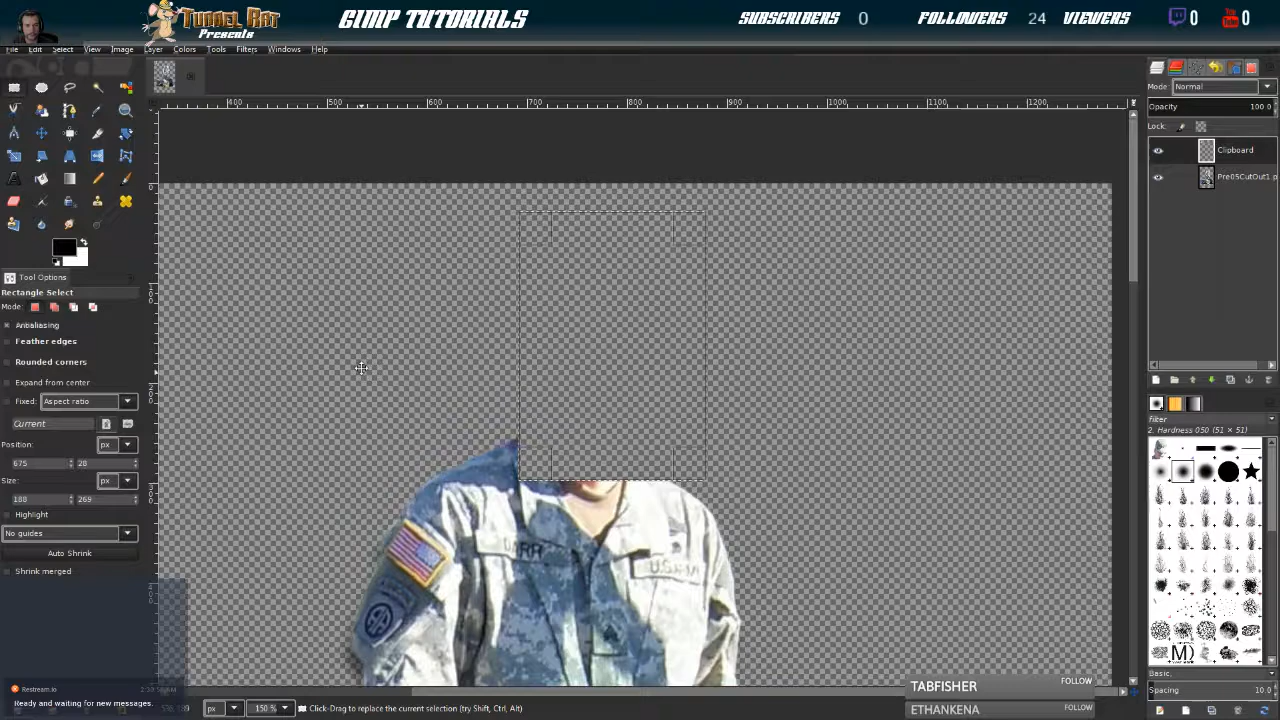 TUNNEL RAT
Presents
GIMP TUTORIALS
SUBSCRIBERS 0 FOLLOWERS 24 VIEWERS 0 0
File Edit Select View Image Layer Colors Tools Filters Windows Help
400 500 600 700 800 900 1000 1100 1200
Mode Normal
Opacity 100.0
Lock:
Clipboard
Pre05CutOut1.p
Tool Options
Rectangle Select
Mode:
Antialiasing
Feather edges
Rounded corners
Expand from center
Fixed: Aspect ratio
Current
Position: px
675 28
Size: px
188 269
Highlight
No guides
Auto Shrink
Shrink merged
filter
2. Hardness 050 (51 × 51)
Basic,
Spacing 10.0
Restream.io
Ready and waiting for new messages.
px 150 % Click-Drag to replace the current selection (try Shift, Ctrl, Alt)
TABFISHER FOLLOW
ETHANKENA FOLLOW